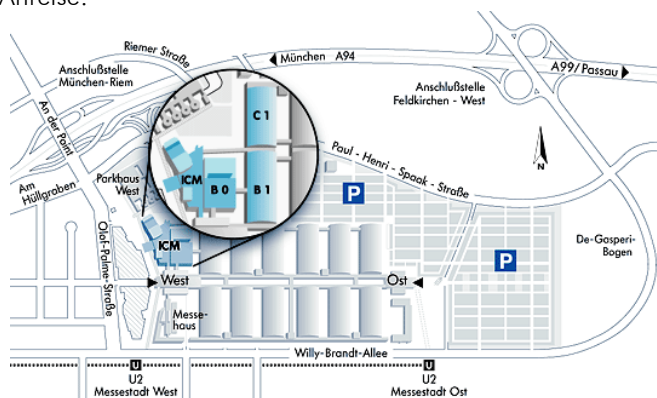 Anreise:
Riemer Straße
München A94
A99/Passau
Anschlußstelle
München-Riem
Anschlußstelle
Feldkirchen - West
An der Point
C 1
Paul - Henri - Spaak - Straße
N
Am
Hüllgraben
Parkhaus
West
ICM
B 0
B 1
P
Olof-Palme-Straße
ICM
De-Gasperi-
Bogen
P
West
Ost
Messe-
haus
Willy-Brandt-Allee
U
U2
Messestadt West
U
U2
Messestadt Ost